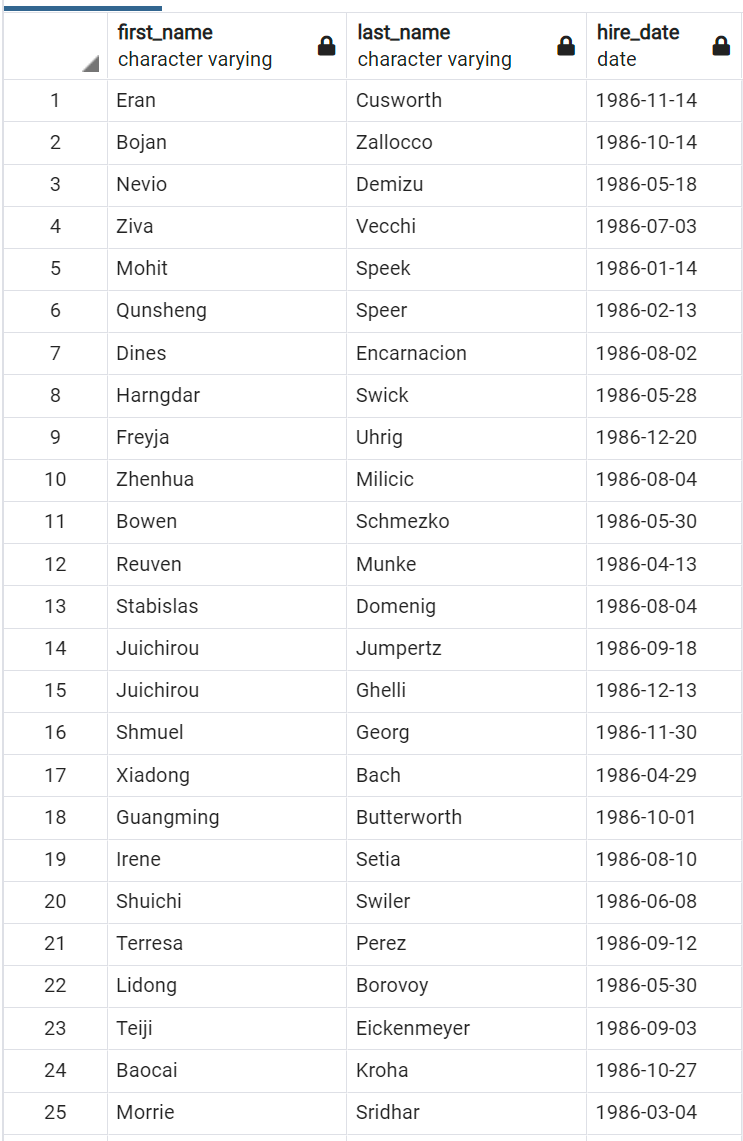 first_name last_name hire_date
character varying character varying date
1 Eran Cusworth 1986-11-14
2 Bojan Zallocco 1986-10-14
3 Nevio Demizu 1986-05-18
4 Ziva Vecchi 1986-07-03
5 Mohit Speek 1986-01-14
6 Qunsheng Speer 1986-02-13
7 Dines Encarnacion 1986-08-02
8 Harngdar Swick 1986-05-28
9 Freyja Uhrig 1986-12-20
10 Zhenhua Milicic 1986-08-04
11 Bowen Schmezko 1986-05-30
12 Reuven Munke 1986-04-13
13 Stabislas Domenig 1986-08-04
14 Juichirou Jumpertz 1986-09-18
15 Juichirou Ghelli 1986-12-13
16 Shmuel Georg 1986-11-30
17 Xiadong Bach 1986-04-29
18 Guangming Butterworth 1986-10-01
19 Irene Setia 1986-08-10
20 Shuichi Swiler 1986-06-08
21 Terresa Perez 1986-09-12
22 Lidong Borovoy 1986-05-30
23 Teiji Eickenmeyer 1986-09-03
24 Baocai Kroha 1986-10-27
25 Morrie Sridhar 1986-03-04